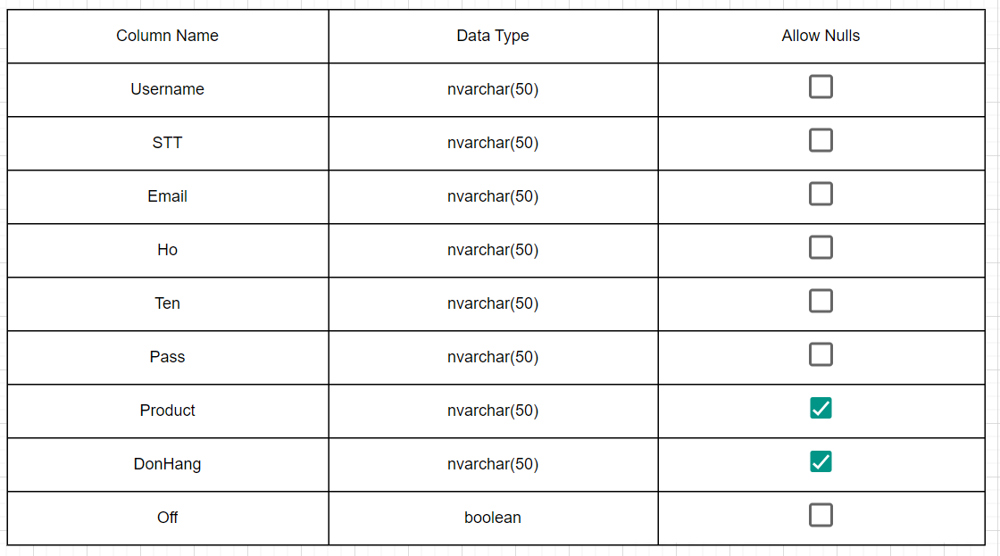 Column Name Data Type Allow Nulls
Username nvarchar(50)
STT nvarchar(50)
Email nvarchar(50)
Ho nvarchar(50)
Ten nvarchar(50)
Pass nvarchar(50)
Product nvarchar(50)
DonHang nvarchar(50)
Off boolean